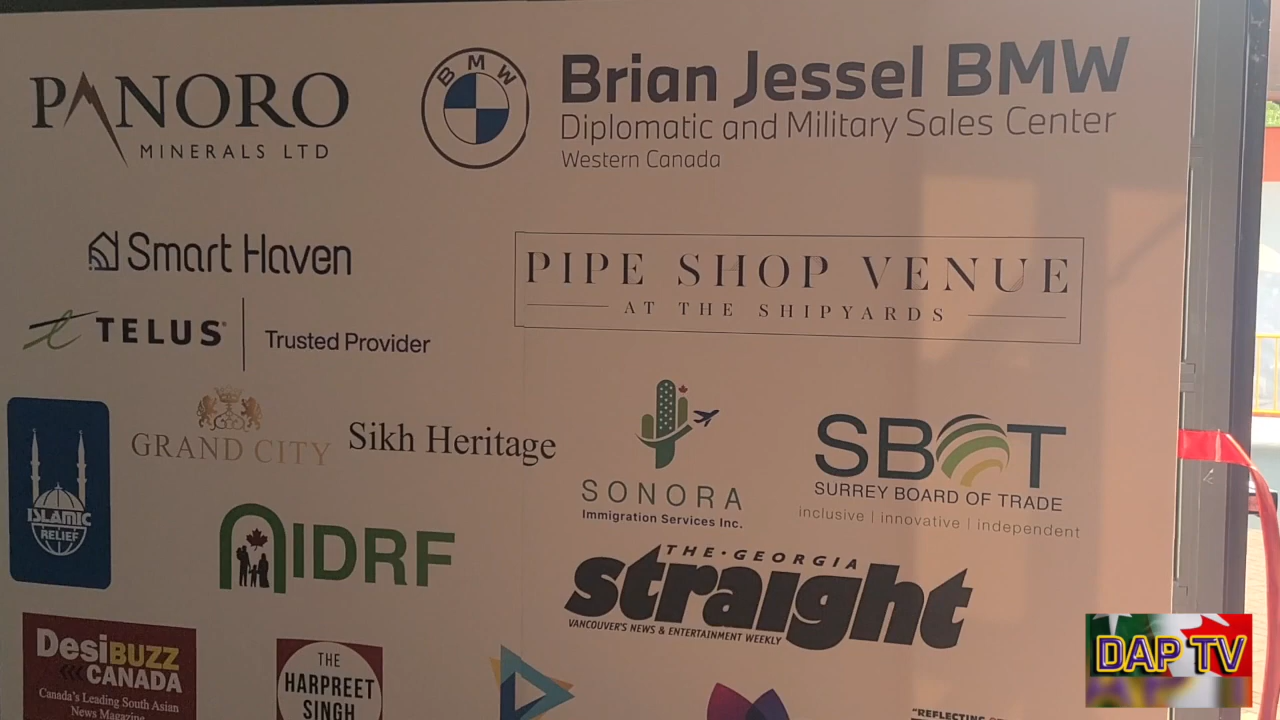 PANORO
MINERALS LTD
BMW
Brian Jessel BMW
Diplomatic and Military Sales Center
Western Canada
Smart Haven
TELUS® Trusted Provider
PIPE SHOP VENUE
AT THE SHIPYARDS
ISLAMIC
RELIEF
GRAND CITY
Sikh Heritage
SONORA
Immigration Services Inc.
SBOT
SURREY BOARD OF TRADE
inclusive | innovative | independent
IDRF
THE · GEORGIA
straight
VANCOUVER'S NEWS & ENTERTAINMENT WEEKLY
DesiBUZZ
CANADA
Canada's Leading South Asian
News Magazine
THE
HARPREET
SINGH
"REFLECTING
DAP TV